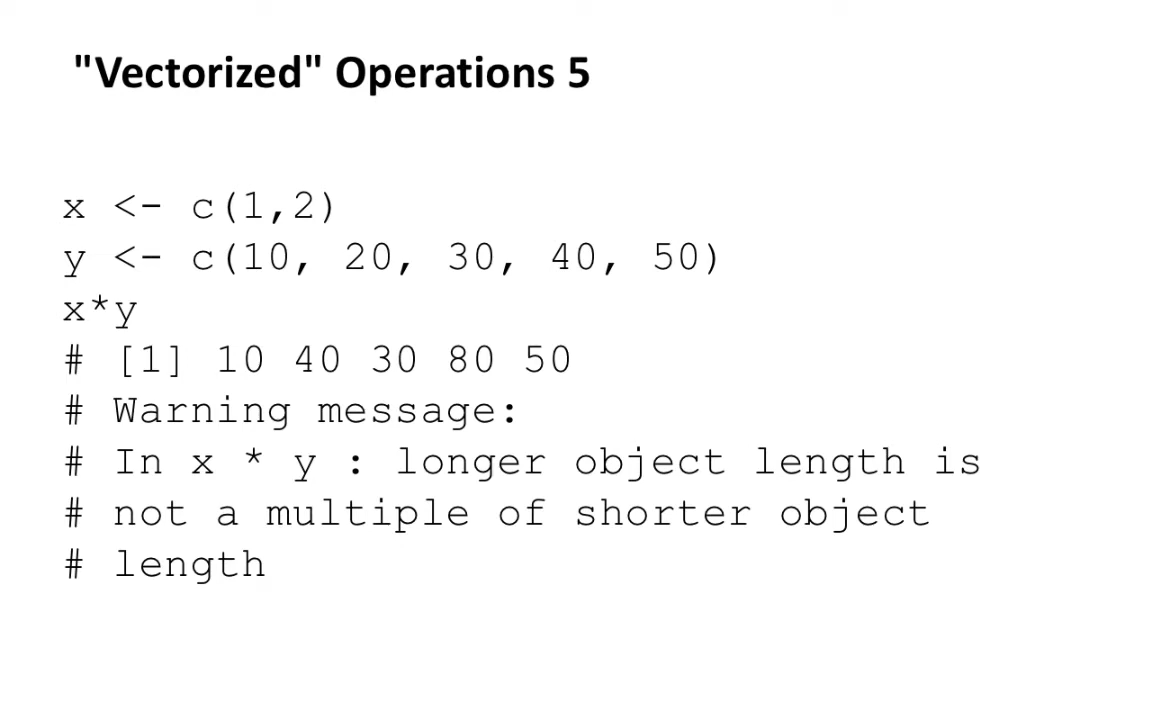 "Vectorized" Operations 5
x <- c(1,2)
y <- c(10, 20, 30, 40, 50)
x*y
# [1] 10 40 30 80 50
# Warning message:
# In x * y : longer object length is
# not a multiple of shorter object
# length